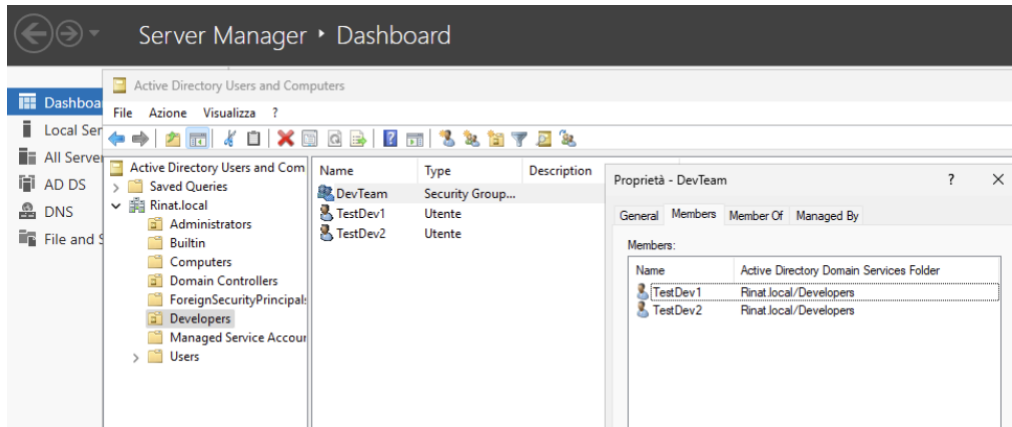 Server Manager ‣ Dashboard
Active Directory Users and Computers
File Azione Visualizza ?
Dashboa
Local Ser
All Server
AD DS
DNS
File and S
Active Directory Users and Com
Saved Queries
Rinat.local
Administrators
Builtin
Computers
Domain Controllers
ForeignSecurityPrincipals
Developers
Managed Service Accour
Users
Name Type Description
DevTeam Security Group...
TestDev1 Utente
TestDev2 Utente
Proprietà - DevTeam ?
General Members Member Of Managed By
Members:
Name Active Directory Domain Services Folder
TestDev1 Rinat.local/Developers
TestDev2 Rinat.local/Developers